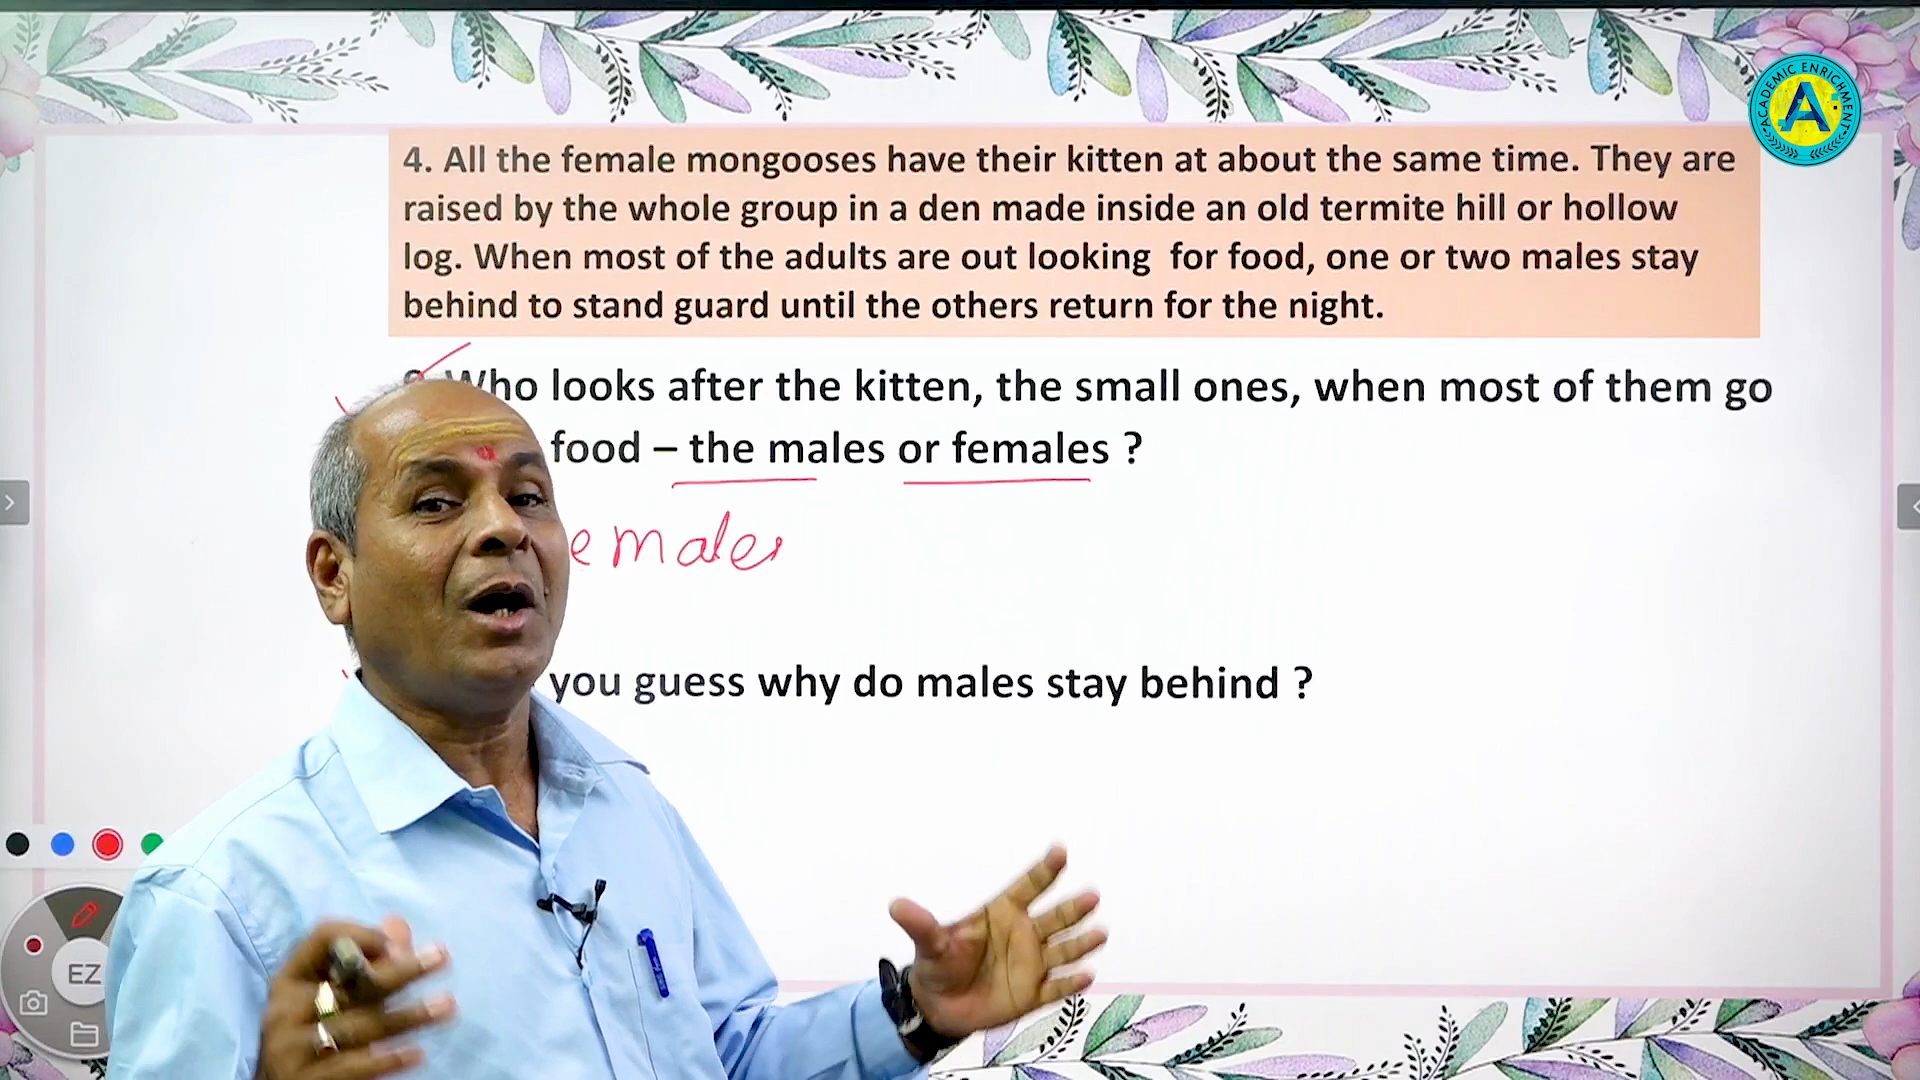 ACADEMIC ENRICHMENT
A
4. All the female mongooses have their kitten at about the same time. They are
raised by the whole group in a den made inside an old termite hill or hollow
log. When most of the adults are out looking for food, one or two males stay
behind to stand guard until the others return for the night.
Who looks after the kitten, the small ones, when most of them go
food – the males or females ?
emales
you guess why do males stay behind ?
EZ